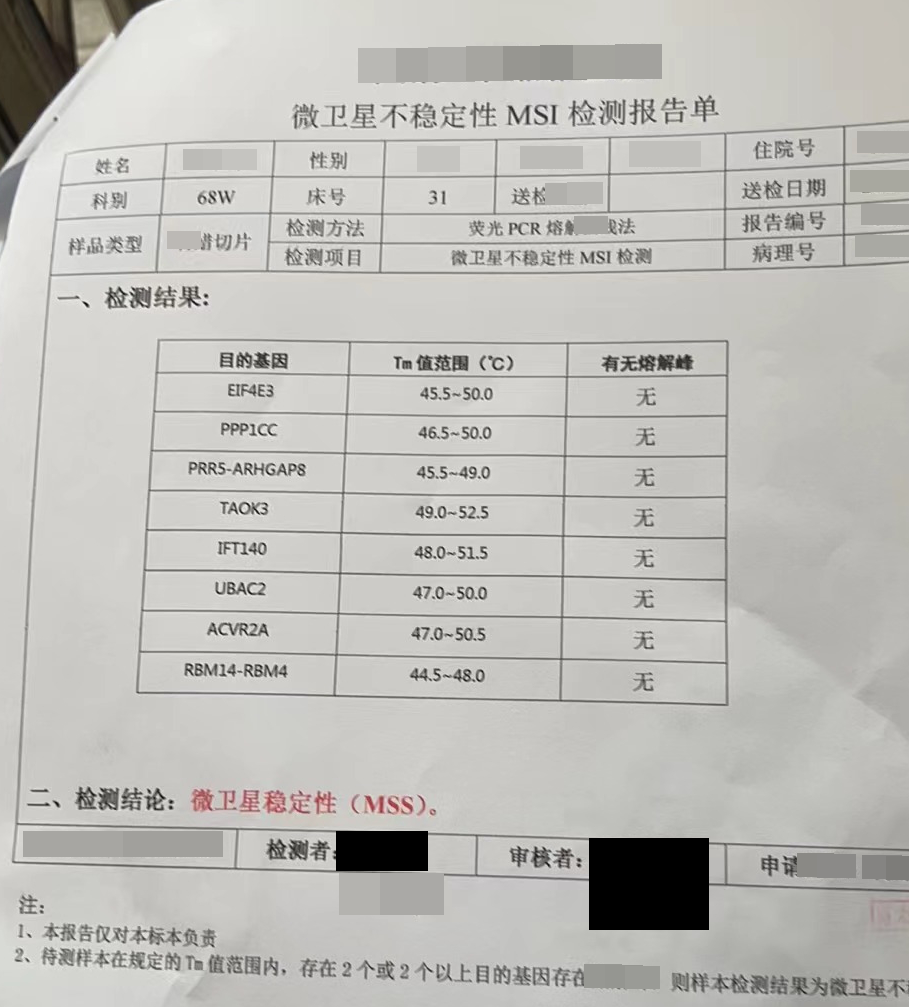 微卫星不稳定性 MSI 检测报告单
姓名 性别 住院号
科别 68W 床号 31 送检 送检日期
样品类型 蜡切片 检测方法 荧光 PCR 熔解 线法 报告编号
检测项目 微卫星不稳定性 MSI 检测 病理号
一、检测结果:
目的基因 Tm 值范围(℃) 有无熔解峰
EIF4E3 45.5~50.0 无
PPP1CC 46.5~50.0 无
PRR5-ARHGAP8 45.5~49.0 无
TAOK3 49.0~52.5 无
IFT140 48.0~51.5 无
UBAC2 47.0~50.0 无
ACVR2A 47.0~50.5 无
RBM14-RBM4 44.5~48.0 无
二、检测结论:微卫星稳定性(MSS)。
检测者: 审核者: 申请
注:
1、本报告仅对本标本负责
2、待测样本在规定的 Tm 值范围内,存在 2 个或 2 个以上目的基因存在 则样本检测结果为微卫星不